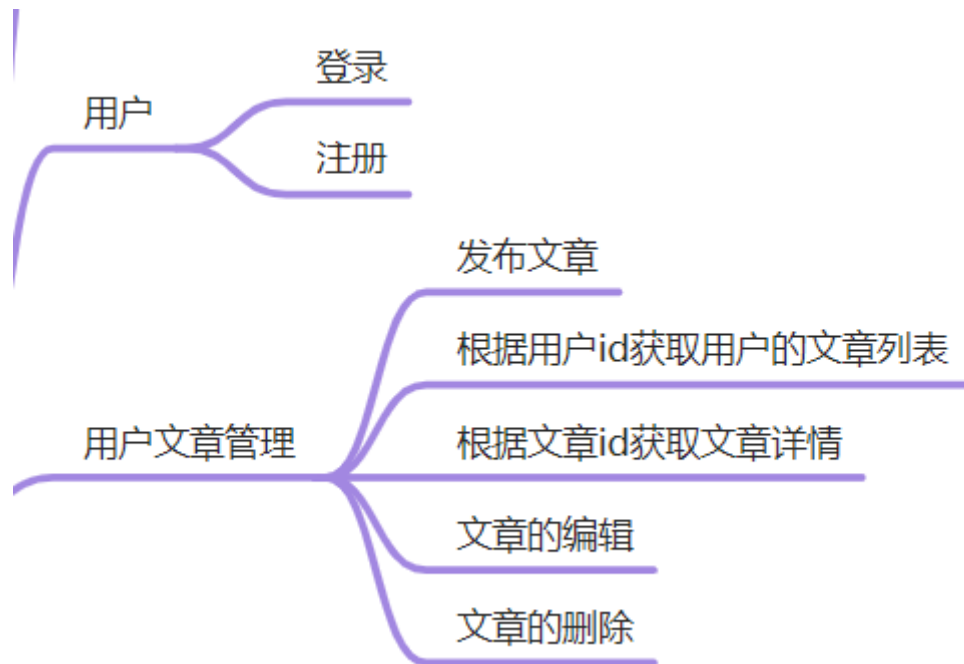 用户
登录
注册
用户文章管理
发布文章
根据用户id获取用户的文章列表
根据文章id获取文章详情
文章的编辑
文章的删除